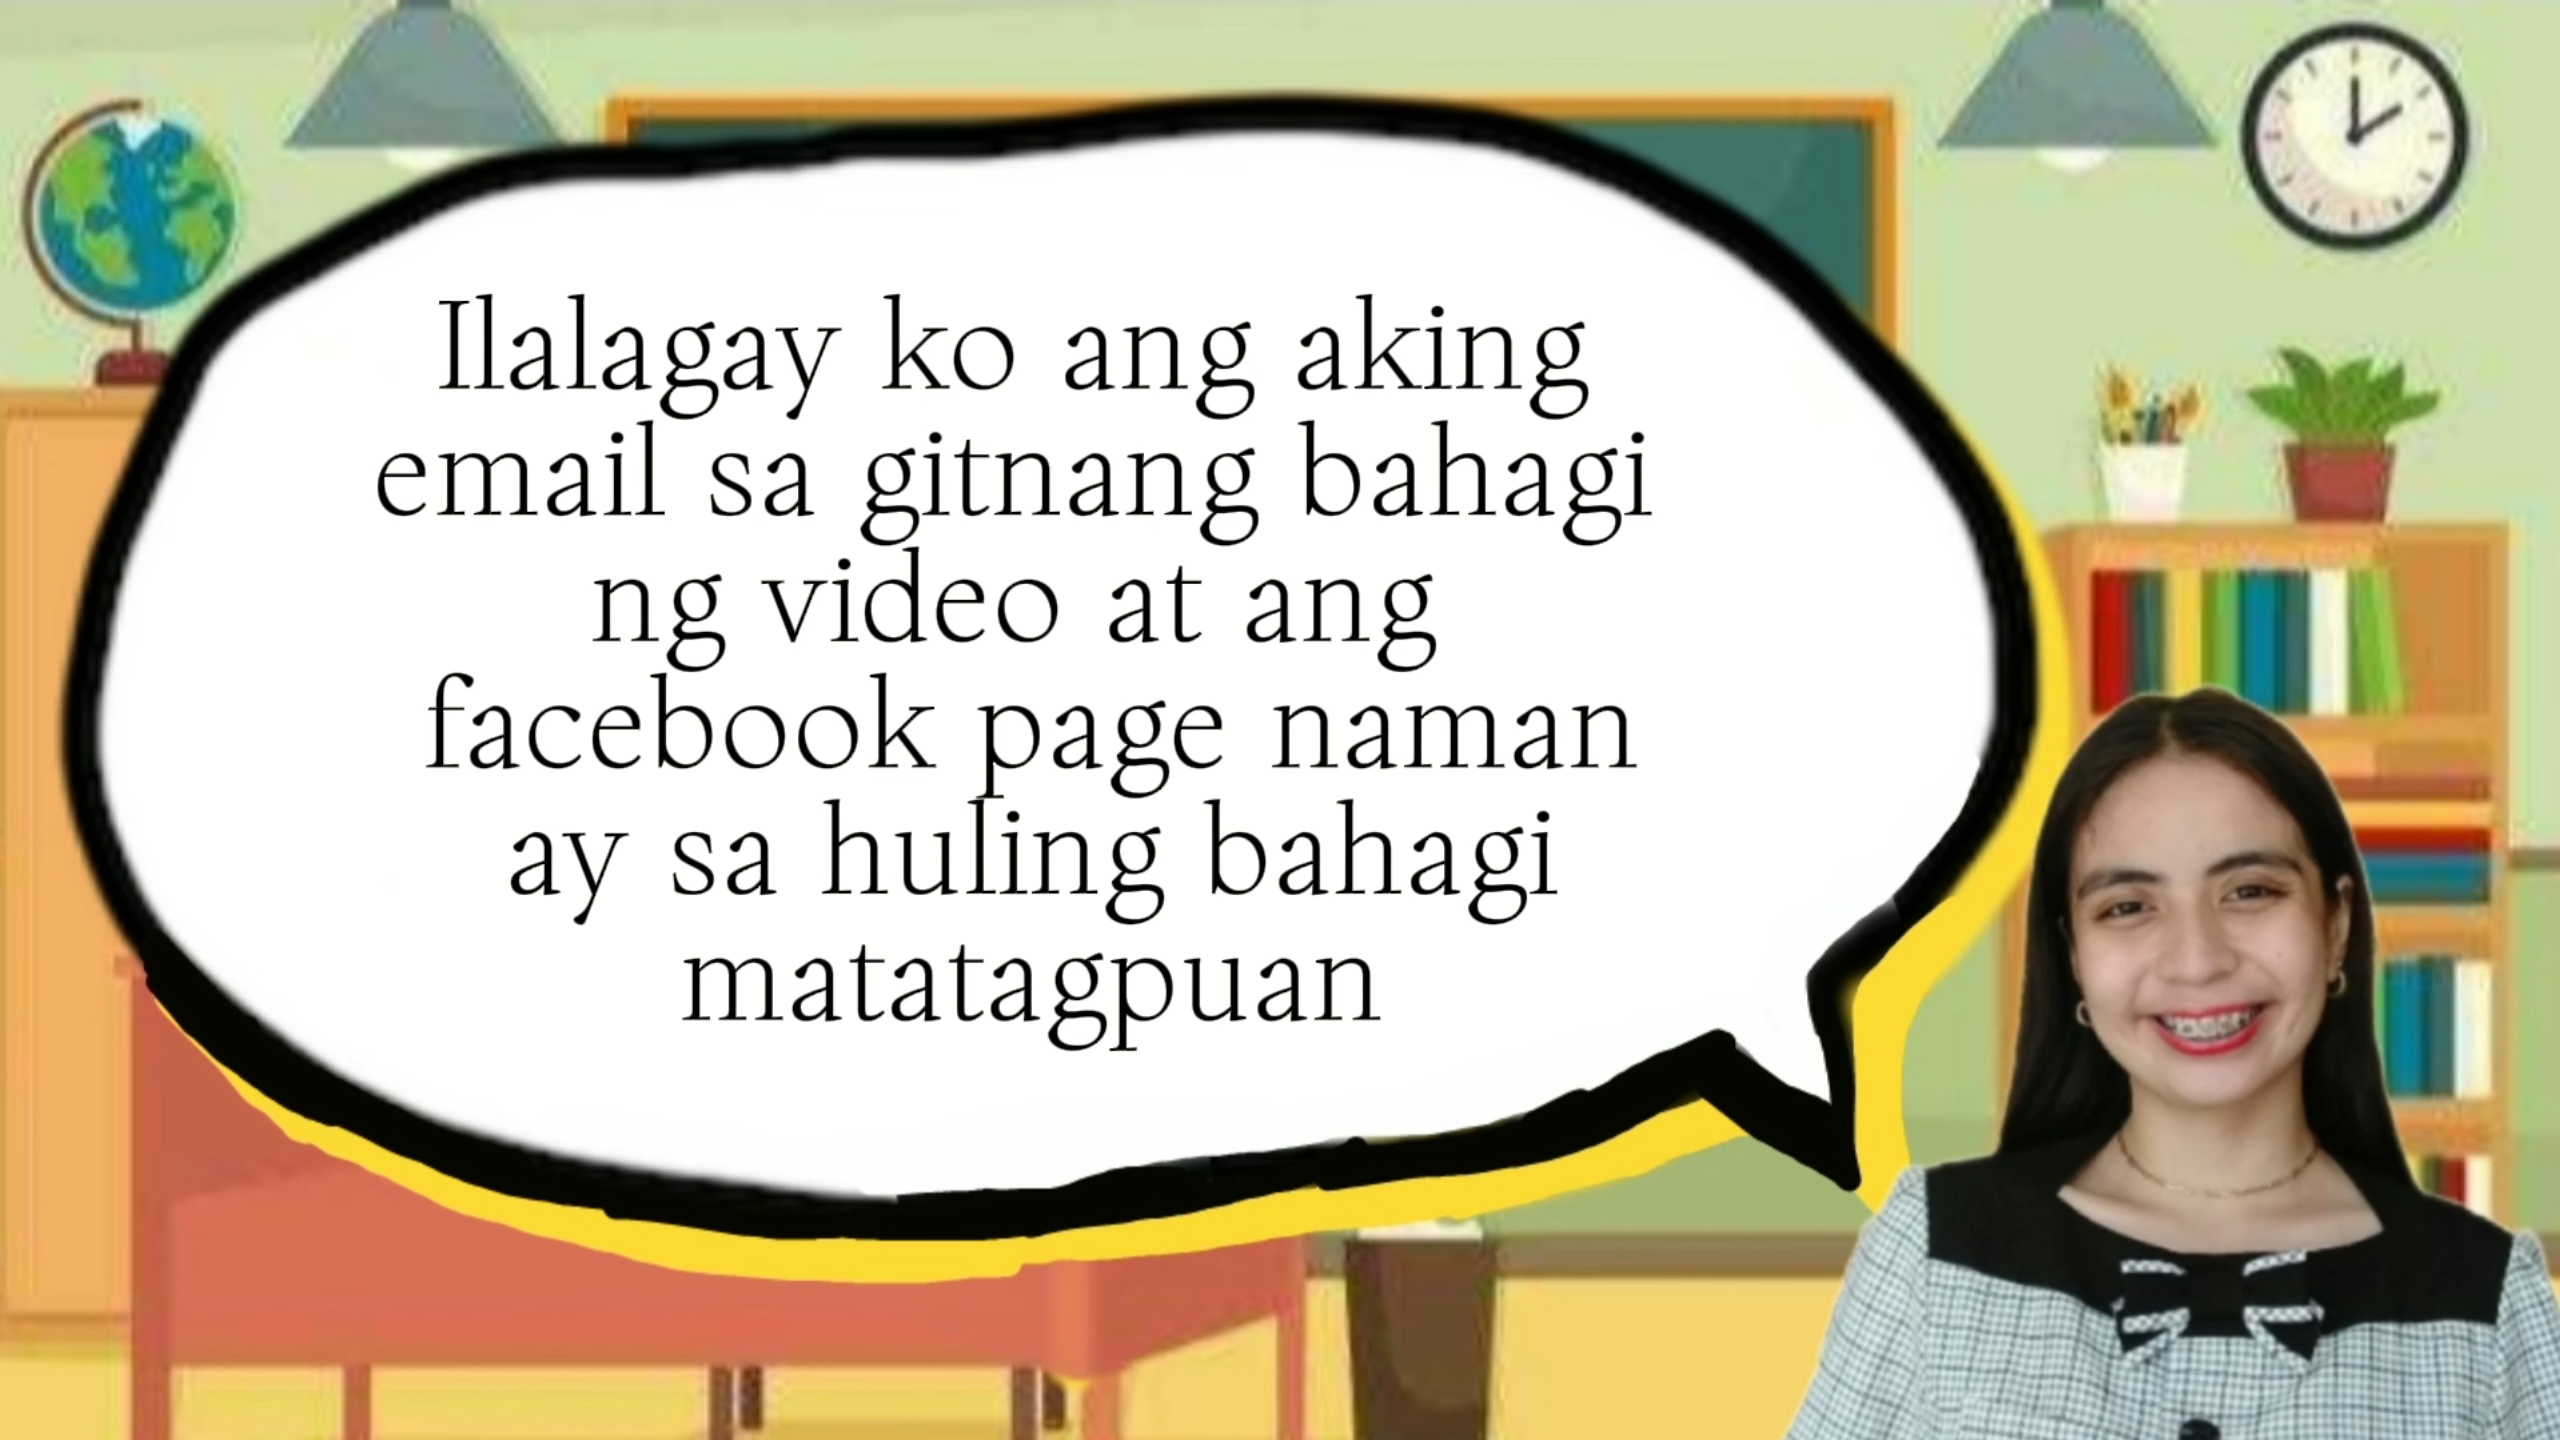 Ilalagay ko ang aking
email sa gitnang bahagi
ng video at ang
facebook page naman
ay sa huling bahagi
matatagpuan